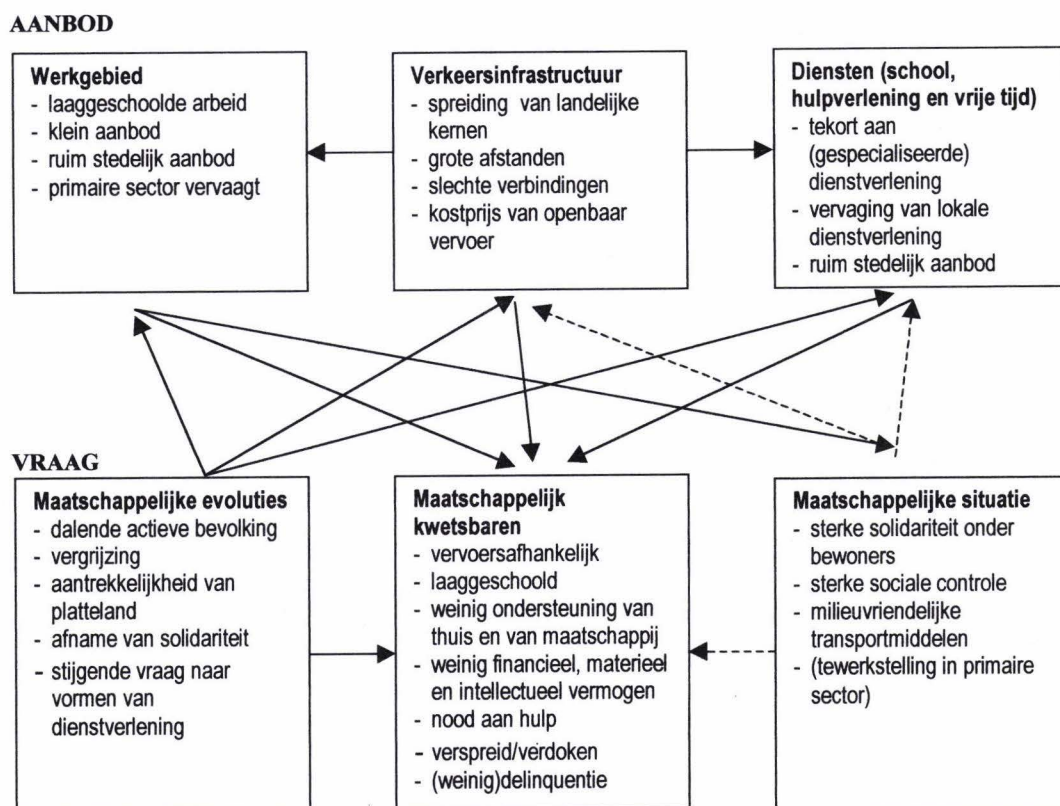 AANBOD
Werkgebied
- laaggeschoolde arbeid
- klein aanbod
- ruim stedelijk aanbod
- primaire sector vervaagt
Verkeersinfrastructuur
- spreiding van landelijke
kernen
- grote afstanden
- slechte verbindingen
- kostprijs van openbaar
vervoer
Diensten (school,
hulpverlening en vrije tijd)
- tekort aan
(gespecialiseerde)
dienstverlening
- vervaging van lokale
dienstverlening
- ruim stedelijk aanbod
VRAAG
Maatschappelijke evoluties
- dalende actieve bevolking
- vergrijzing
- aantrekkelijkheid van
platteland
- afname van solidariteit
- stijgende vraag naar
vormen van
dienstverlening
Maatschappelijk
kwetsbaren
- vervoersafhankelijk
- laaggeschoold
- weinig ondersteuning van
thuis en van maatschappij
- weinig financieel, materieel
en intellectueel vermogen
- nood aan hulp
- verspreid/verdoken
- (weinig)delinquentie
Maatschappelijke situatie
- sterke solidariteit onder
bewoners
- sterke sociale controle
- milieuvriendelijke
transportmiddelen
- (tewerkstelling in primaire
sector)